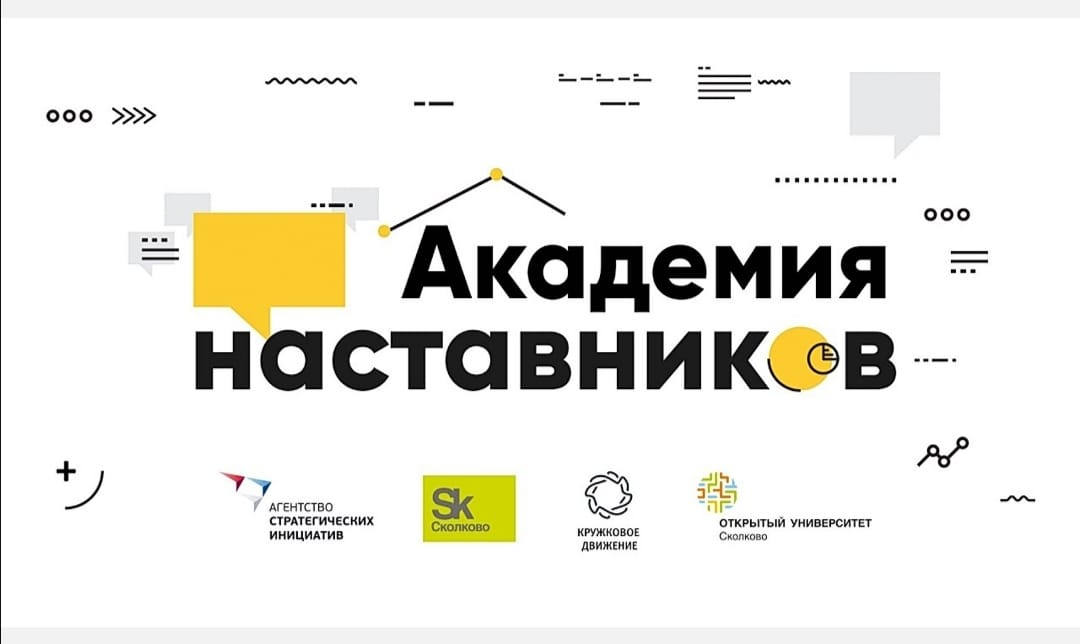 Академия
наставников
АГЕНТСТВО
СТРАТЕГИЧЕСКИХ
ИНИЦИАТИВ
Sk
Сколково
КРУЖКОВОЕ
ДВИЖЕНИЕ
ОТКРЫТЫЙ УНИВЕРСИТЕТ
Сколково